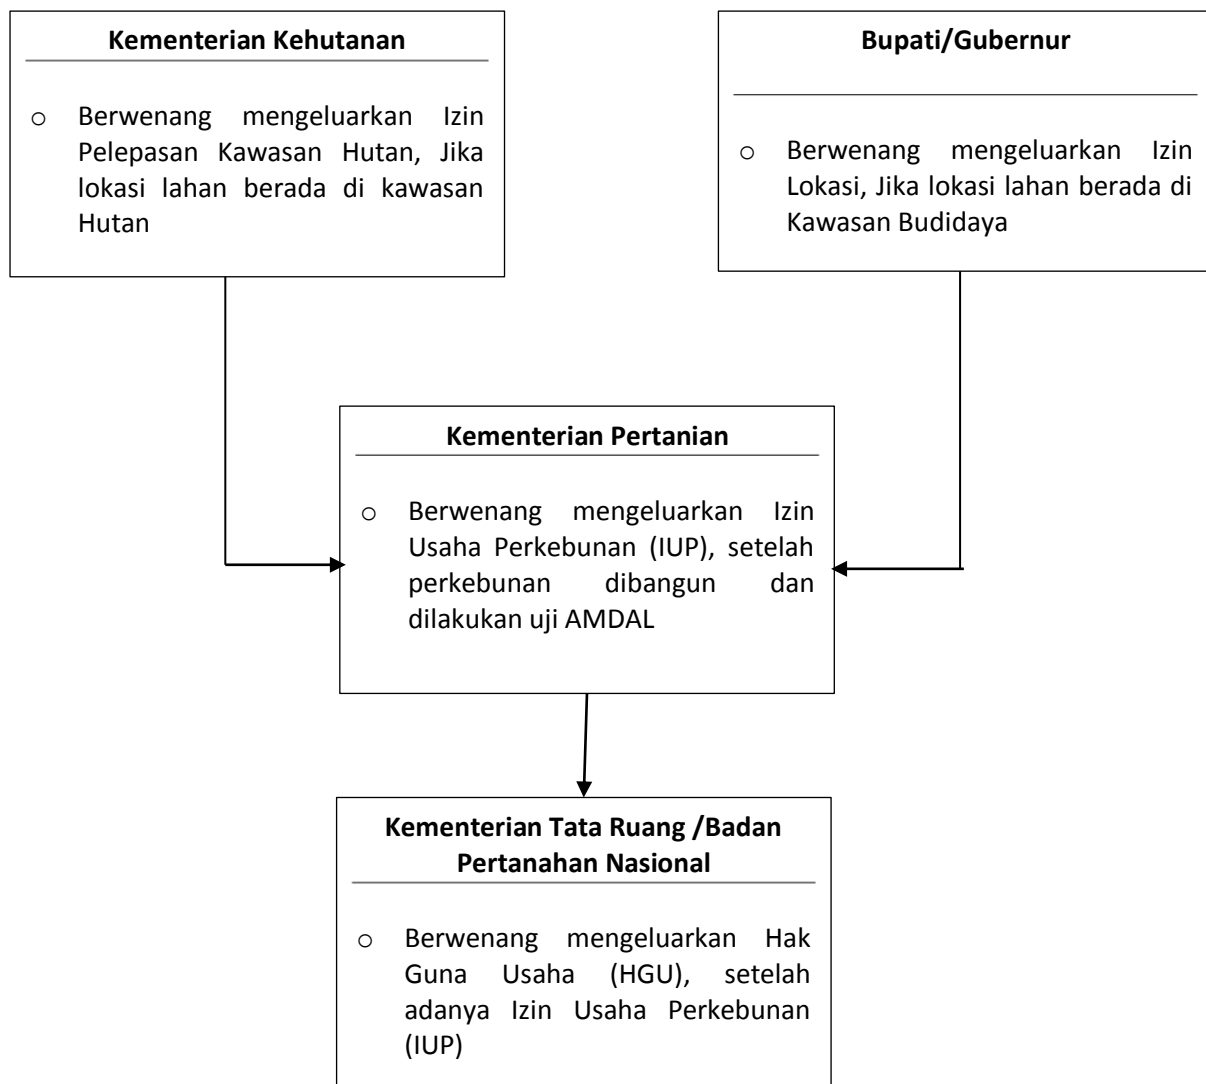 Kementerian Kehutanan
o Berwenang mengeluarkan Izin
Pelepasan Kawasan Hutan, Jika
lokasi lahan berada di kawasan
Hutan
Bupati/Gubernur
o Berwenang mengeluarkan Izin
Lokasi, Jika lokasi lahan berada di
Kawasan Budidaya
Kementerian Pertanian
o Berwenang mengeluarkan Izin
Usaha Perkebunan (IUP), setelah
perkebunan dibangun dan
dilakukan uji AMDAL
Kementerian Tata Ruang /Badan
Pertanahan Nasional
o Berwenang mengeluarkan Hak
Guna Usaha (HGU), setelah
adanya Izin Usaha Perkebunan
(IUP)